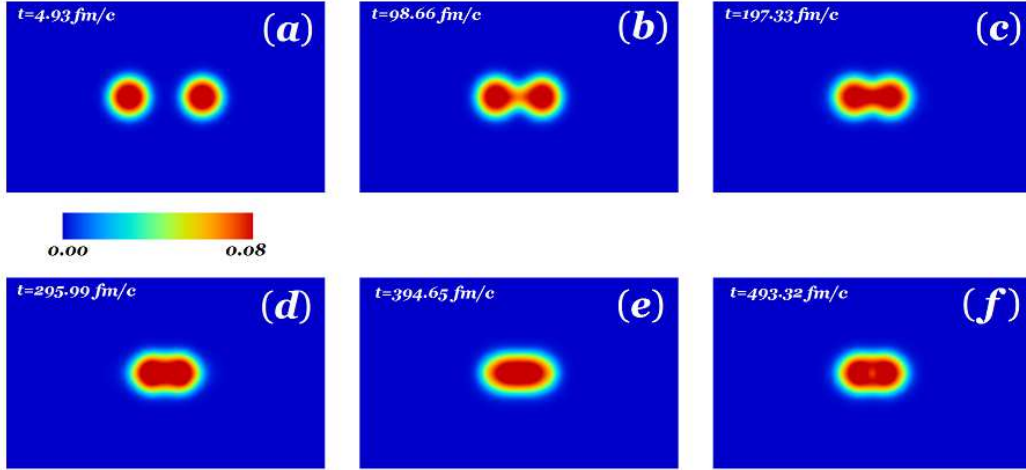 t=4.93 fm/c (a)
t=98.66 fm/c (b)
t=197.33 fm/c (c)
0.00 0.08
t=295.99 fm/c (d)
t=394.65 fm/c (e)
t=493.32 fm/c (f)